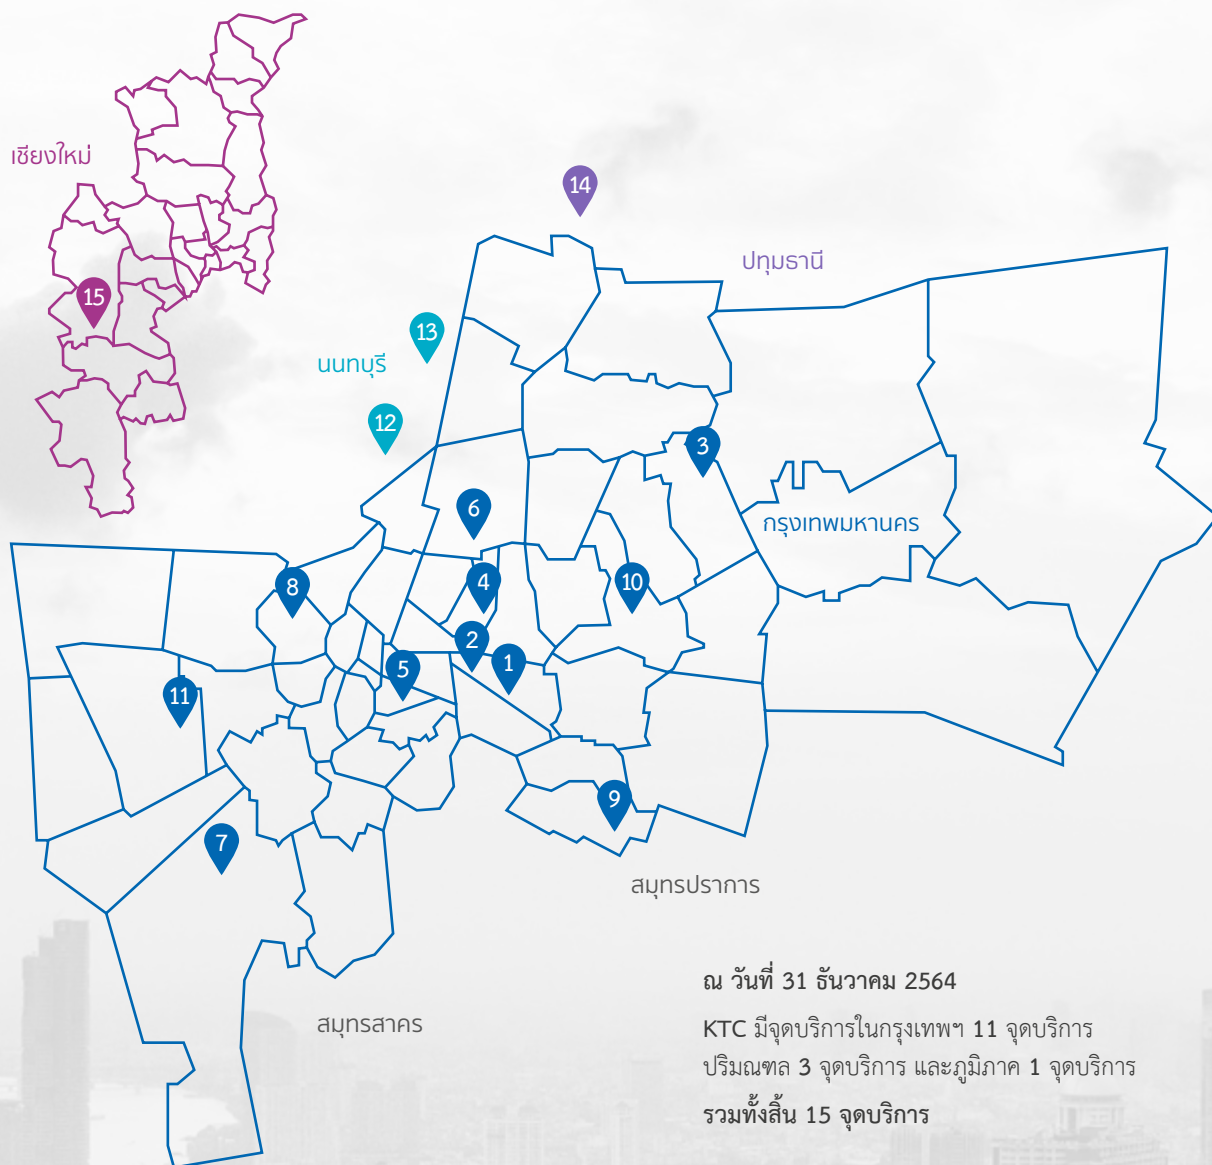 เชียงใหม่
14
ปทุมธานี
15
13
นนทบุรี
12
3
6
กรุงเทพมหานคร
8
4
10
2
1
5
11
9
7
สมุทรปราการ
สมุทรสาคร
ณ วันที่ 31 ธันวาคม 2564
KTC มีจุดบริการในกรุงเทพฯ 11 จุดบริการ
ปริมณฑล 3 จุดบริการ และภูมิภาค 1 จุดบริการ
รวมทั้งสิ้น 15 จุดบริการ